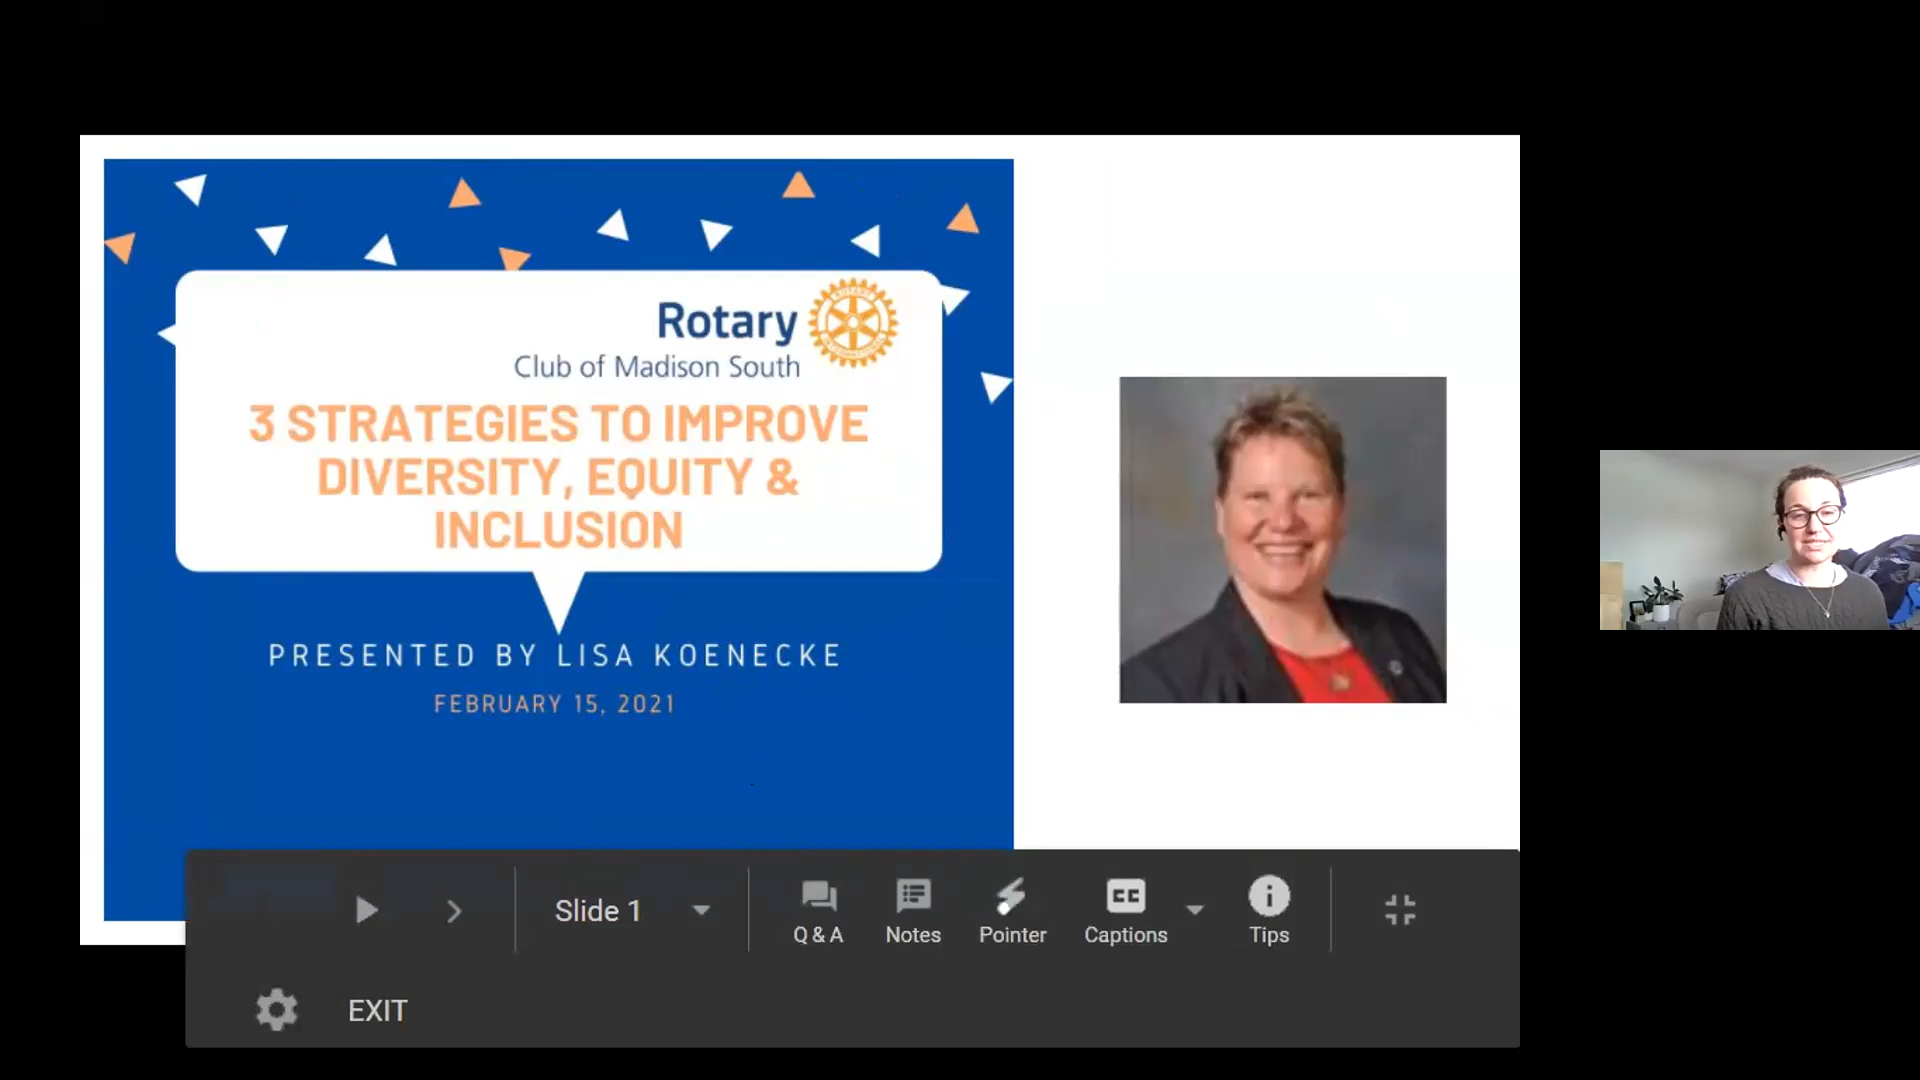 Rotary
Club of Madison South
3 STRATEGIES TO IMPROVE
DIVERSITY, EQUITY &
INCLUSION
PRESENTED BY LISA KOENECKE
FEBRUARY 15, 2021
Slide 1
Q & A
Notes
Pointer
CC
Captions
Tips
EXIT